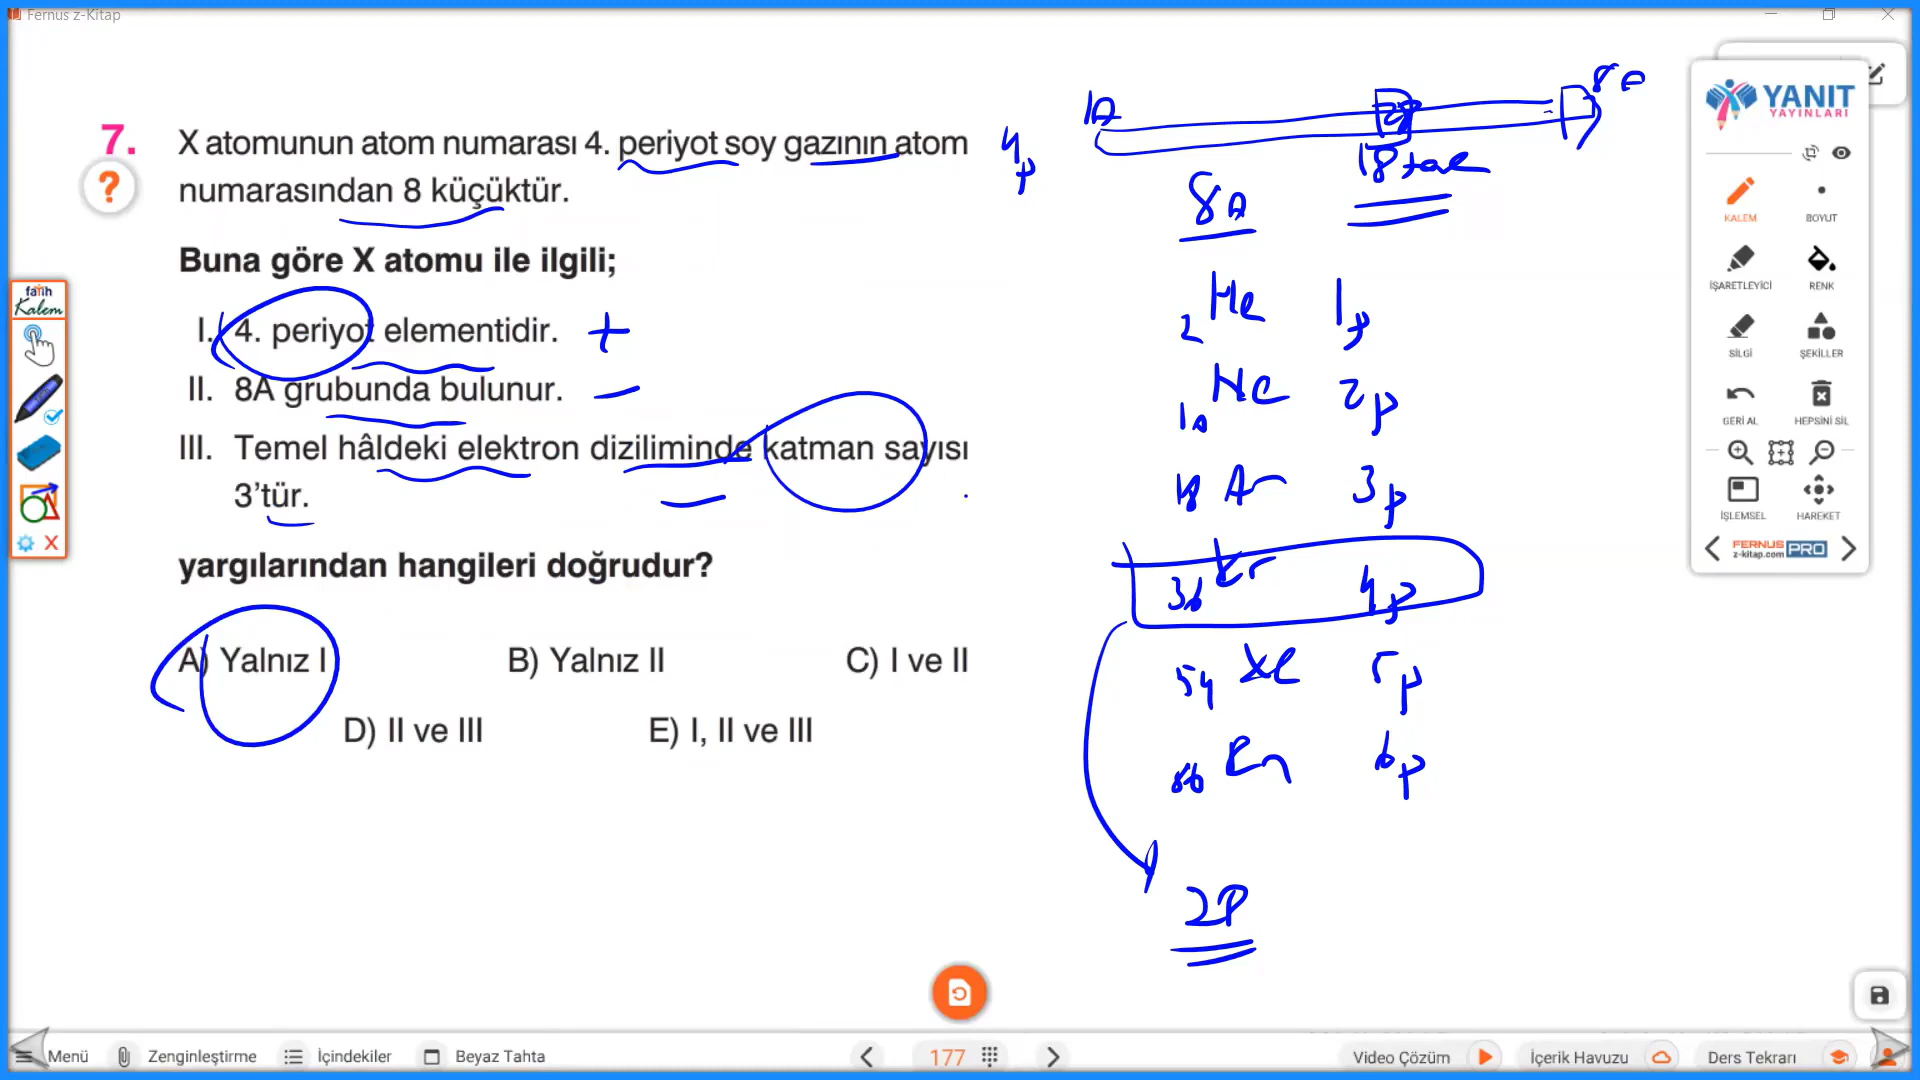 Fernus z-Kitap
7. X atomunun atom numarası 4. periyot soy gazının atom
numarasından 8 küçüktür.
?
Buna göre X atomu ile ilgili;
I. 4. periyot elementidir. +
II. 8A grubunda bulunur. —
III. Temel hâldeki elektron diziliminde katman sayısı
3'tür. —
yargılarından hangileri doğrudur?
A) Yalnız I
B) Yalnız II
C) I ve II
D) II ve III
E) I, II ve III
1A
8A
4p
18 tane
8A
2 He 1p
10 Ne 2p
18 Ar 3p
36 Kr 4p
54 Xe 5p
86 Rn 6p
28
fatih
Kalem
X
YANIT
YAYINLARI
KALEM
BOYUT
İŞARETLEYİCİ
RENK
SİLGİ
ŞEKİLLER
GERİ AL
HEPSİNİ SİL
İŞLEMSEL
HAREKET
FERNUS
z-kitap.com PRO
Menü
Zenginleştirme
İçindekiler
Beyaz Tahta
177
Video Çözüm
İçerik Havuzu
Ders Tekrarı